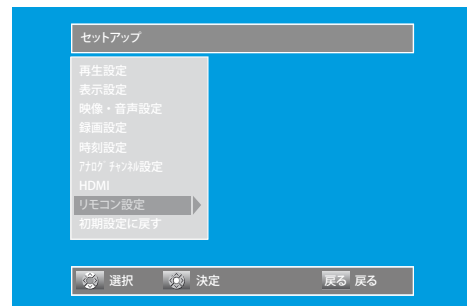 セットアップ
再生設定
表示設定
映像・音声設定
録画設定
時刻設定
ｱﾅﾛｸﾞ ﾁｬﾝﾈﾙ設定
HDMI
リモコン設定
初期設定に戻す
選択 決定 戻る 戻る